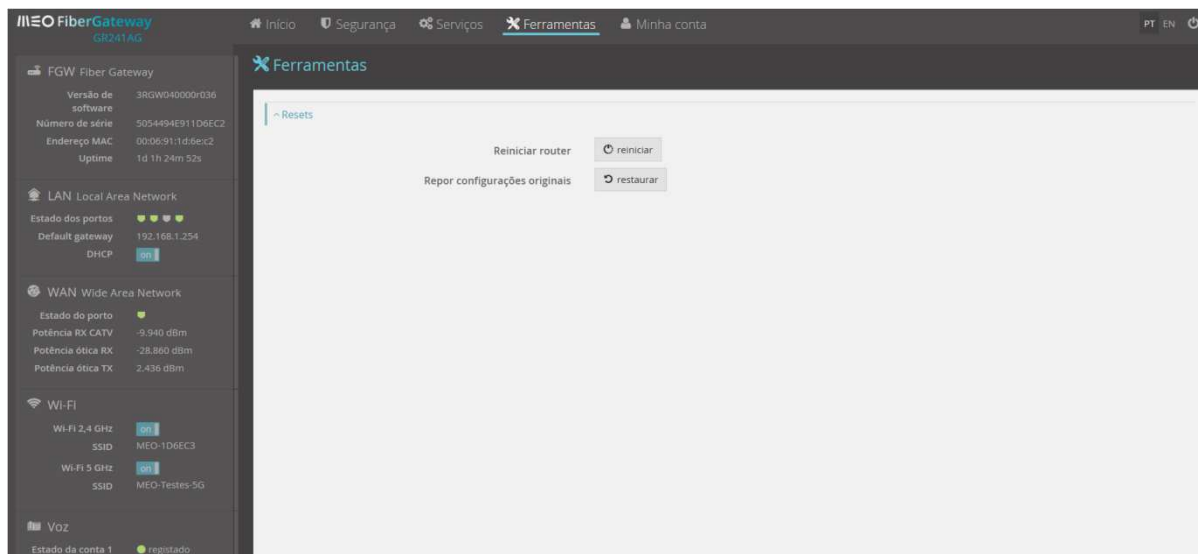 MEO FiberGateway
GR241AG
Início Segurança Serviços Ferramentas Minha conta PT EN
Ferramentas
FGW Fiber Gateway
Versão de software 3RGW040000r036
Número de série 5054494E911D6EC2
Endereço MAC 00:06:91:1d:6e:c2
Uptime 1d 1h 24m 52s
LAN Local Area Network
Estado dos portos
Default gateway 192.168.1.254
DHCP on
WAN Wide Area Network
Estado do porto
Potência RX CATV -9.940 dBm
Potência ótica RX -28.860 dBm
Potência ótica TX 2.436 dBm
Wi-Fi
Wi-Fi 2,4 GHz on
SSID MEO-1D6EC3
Wi-Fi 5 GHz on
SSID MEO-Testes-5G
Voz
Estado da conta 1 registado
Resets
Reiniciar router reiniciar
Repor configurações originais restaurar